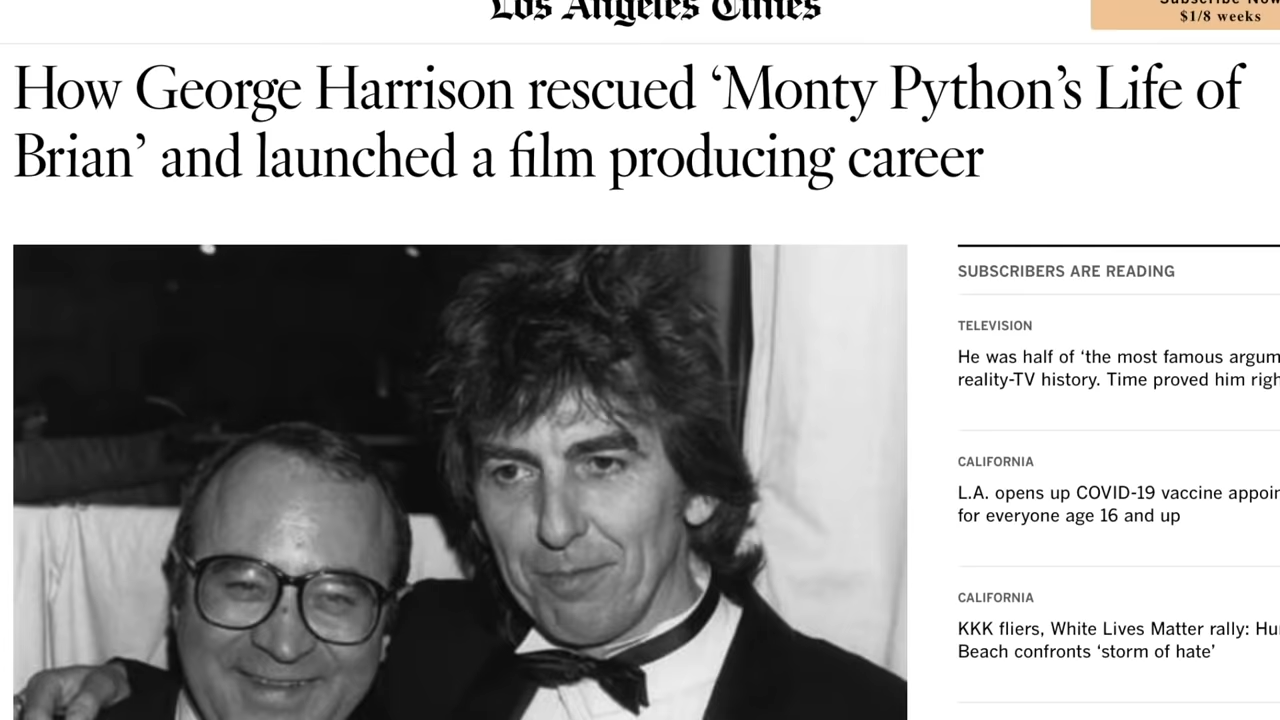 Los Angeles Times
Subscribe Now
$1/8 weeks
How George Harrison rescued ‘Monty Python’s Life of
Brian’ and launched a film producing career
SUBSCRIBERS ARE READING
TELEVISION
He was half of ‘the most famous argum
reality-TV history. Time proved him righ
CALIFORNIA
L.A. opens up COVID-19 vaccine appoin
for everyone age 16 and up
CALIFORNIA
KKK fliers, White Lives Matter rally: Hu
Beach confronts ‘storm of hate’